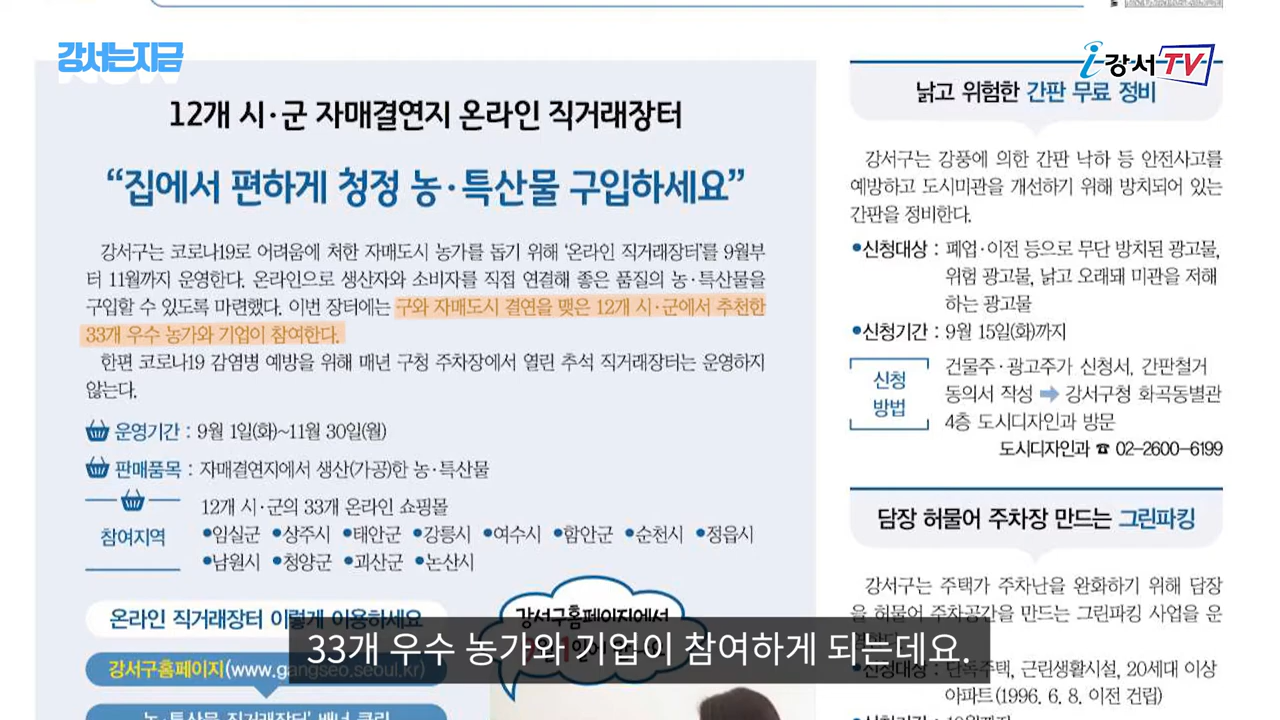 강서는지금
NOW
i강서TV
12개 시·군 자매결연지 온라인 직거래장터
“집에서 편하게 청정 농·특산물 구입하세요”
강서구는 코로나19로 어려움에 처한 자매도시 농가를 돕기 위해 ‘온라인 직거래장터’를 9월부
터 11월까지 운영한다. 온라인으로 생산자와 소비자를 직접 연결해 좋은 품질의 농·특산물을
구입할 수 있도록 마련했다. 이번 장터에는 구와 자매도시 결연을 맺은 12개 시·군에서 추천한
33개 우수 농가와 기업이 참여한다.
한편 코로나19 감염병 예방을 위해 매년 구청 주차장에서 열린 추석 직거래장터는 운영하지
않는다.
운영기간 : 9월 1일(화)~11월 30일(월)
판매품목 : 자매결연지에서 생산(가공)한 농·특산물
참여지역
12개 시·군의 33개 온라인 쇼핑몰
●임실군 ●상주시 ●태안군 ●강릉시 ●여수시 ●함안군 ●순천시 ●정읍시
●남원시 ●청양군 ●괴산군 ●논산시
온라인 직거래장터 이렇게 이용하세요
강서구홈페이지(www.gangseo.seoul.kr)
강서구홈페이지에서
낡고 위험한 간판 무료 정비
강서구는 강풍에 의한 간판 낙하 등 안전사고를
예방하고 도시미관을 개선하기 위해 방치되어 있는
간판을 정비한다.
●신청대상 : 폐업·이전 등으로 무단 방치된 광고물,
위험 광고물, 낡고 오래돼 미관을 저해
하는 광고물
●신청기간 : 9월 15일(화)까지
신청
방법
건물주·광고주가 신청서, 간판철거
동의서 작성 ➡ 강서구청 화곡동별관
4층 도시디자인과 방문
도시디자인과 ☎ 02-2600-6199
담장 허물어 주차장 만드는 그린파킹
강서구는 주택가 주차난을 완화하기 위해 담장
을 허물어 주차공간을 만드는 그린파킹 사업을 운
신청대상 : 단독주택, 근린생활시설, 20세대 이상
아파트(1996. 6. 8. 이전 건립)
33개 우수 농가와 기업이 참여하게 되는데요.